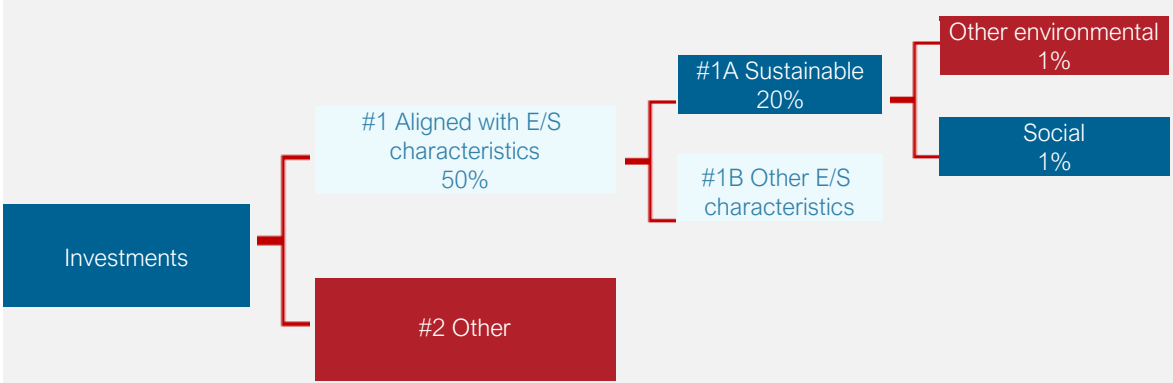 Investments
#1 Aligned with E/S
characteristics
50%
#2 Other
#1A Sustainable
20%
#1B Other E/S
characteristics
Other environmental
1%
Social
1%